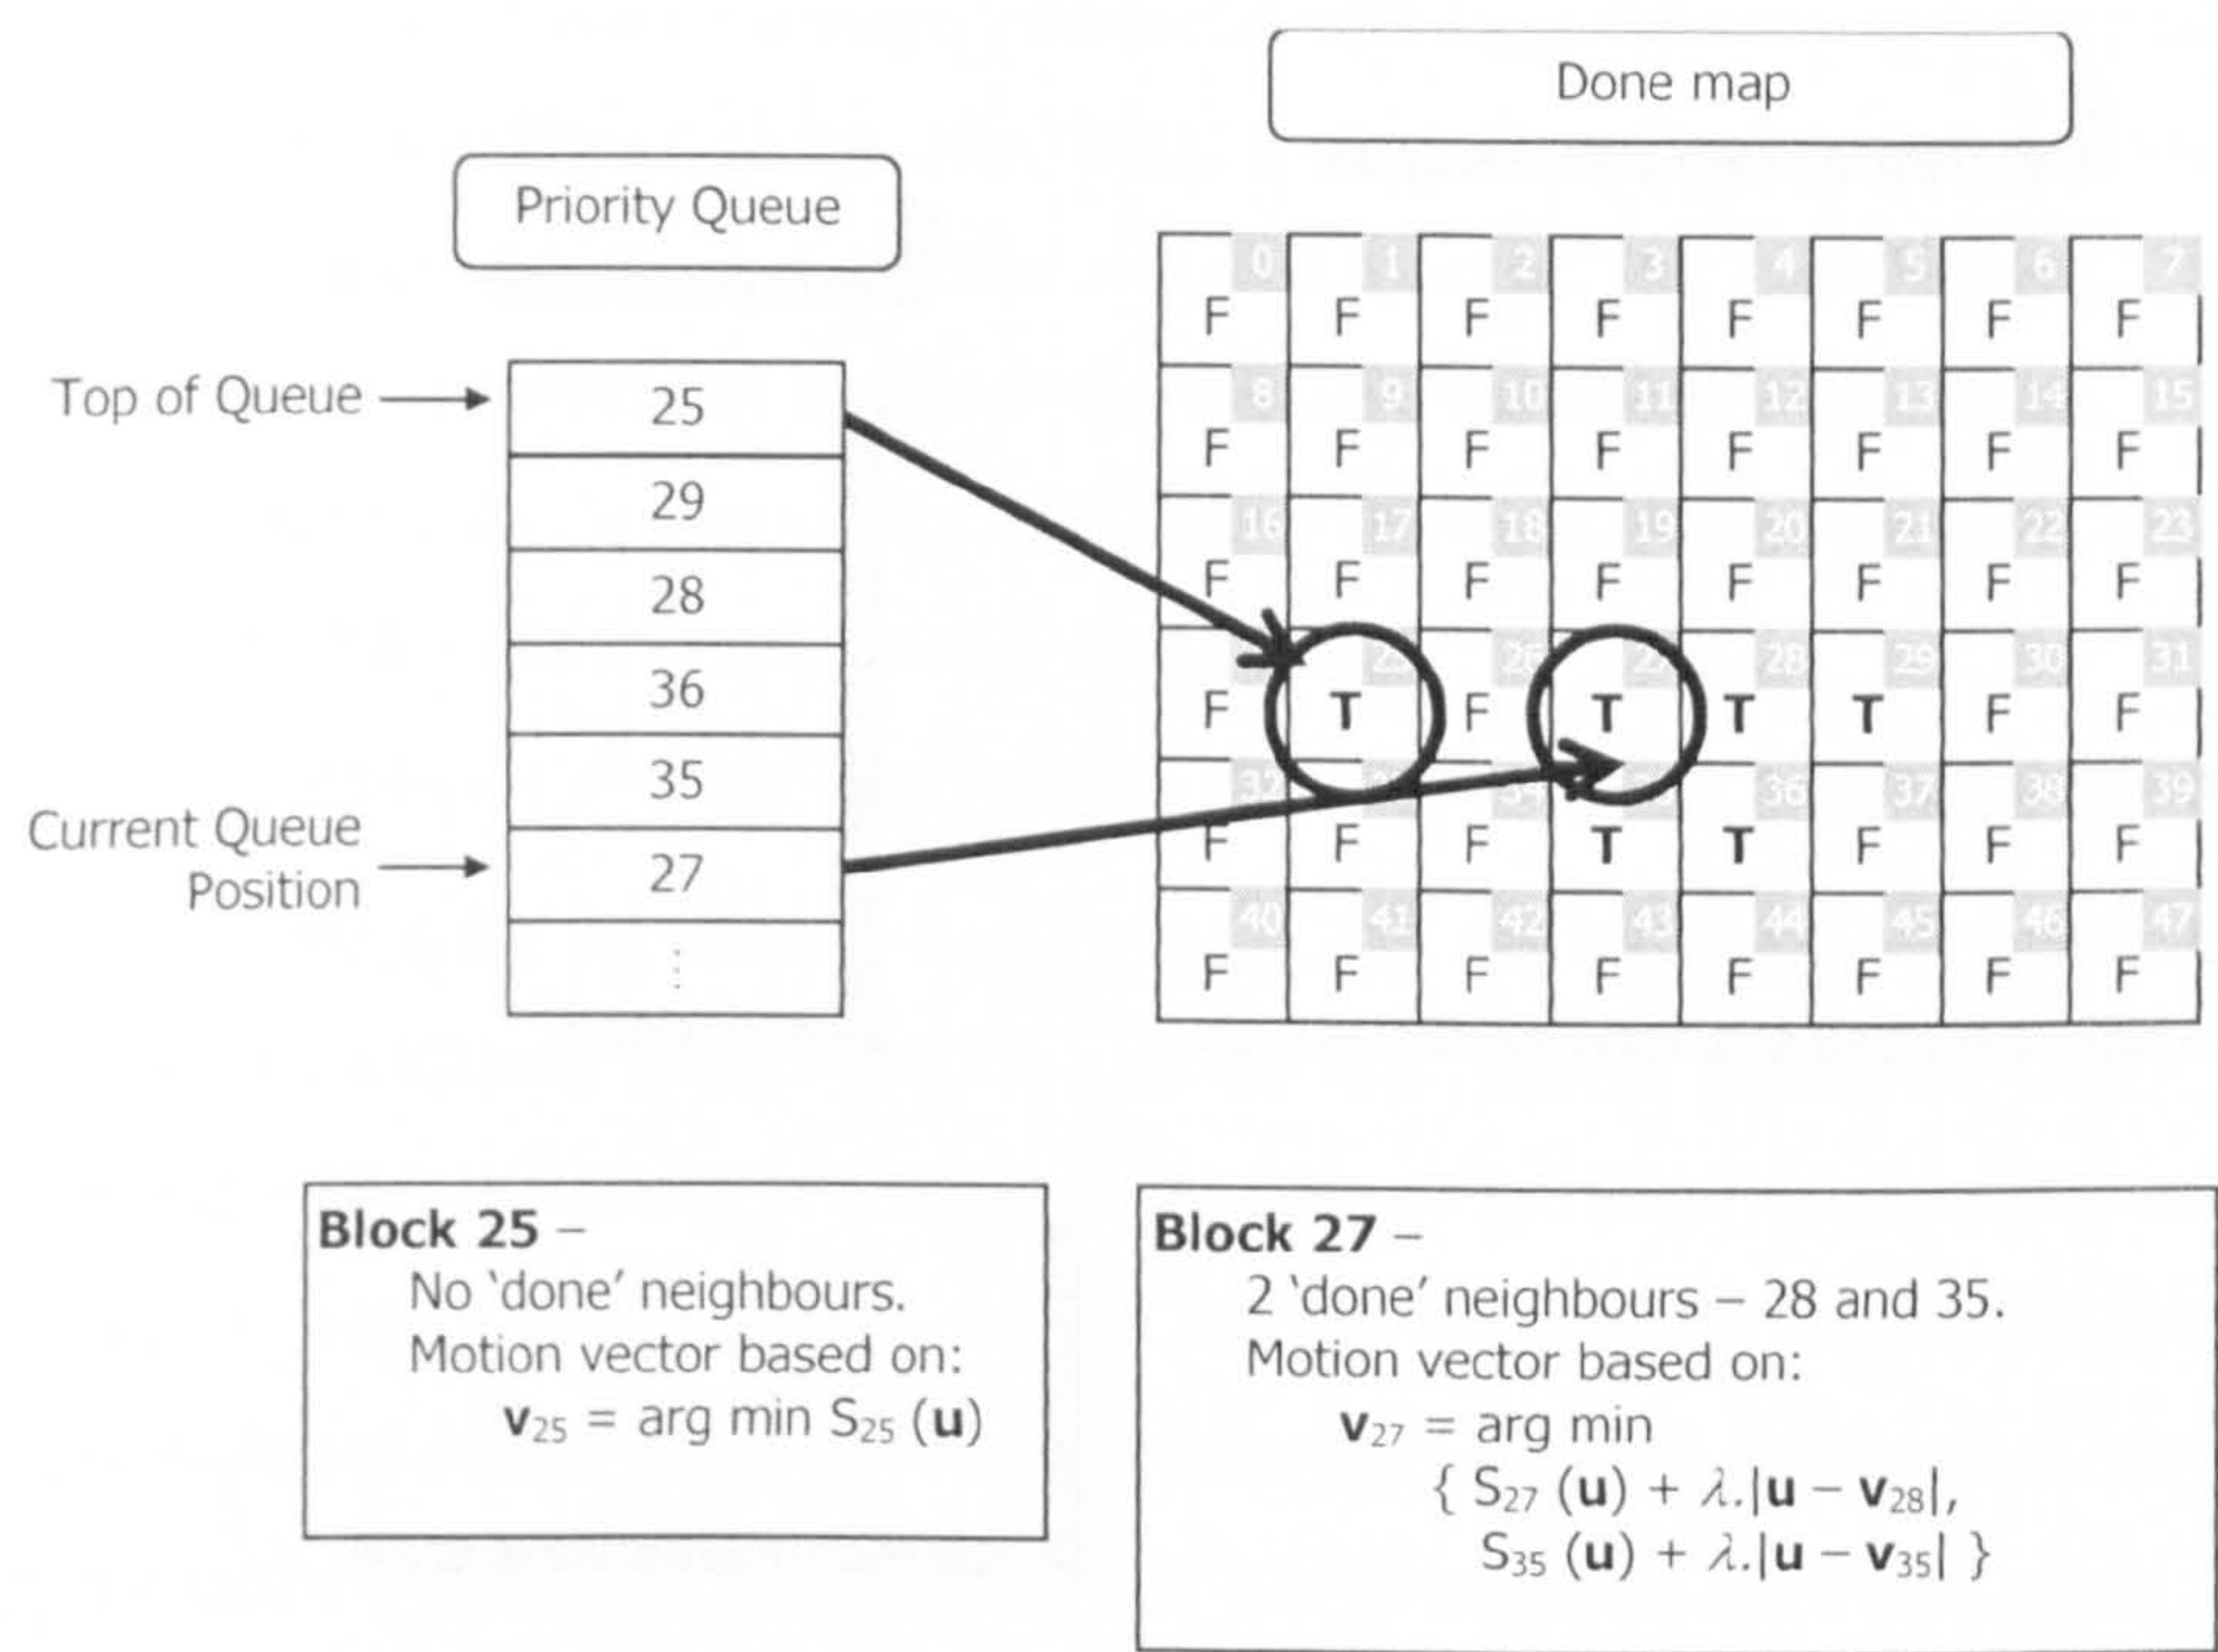 Done map
Priority Queue
Top of Queue
25
29
28
36
35
Current Queue
Position
27
⋮
0 1 2 3 4 5 6 7
F F F F F F F F
8 9 10 11 12 13 14 15
F F F F F F F F
16 17 18 19 20 21 22 23
F F F F F F F F
25 26 27 28 29 30 31
F T F T T T F F
32 34 36 37 38 39
F F F T T F F F
40 41 42 43 44 45 46 47
F F F F F F F F
Block 25 –
No 'done' neighbours.
Motion vector based on:
v25 = arg min S25 (u)
Block 27 –
2 'done' neighbours – 28 and 35.
Motion vector based on:
v27 = arg min
{ S27 (u) + λ.|u – v28|,
S35 (u) + λ.|u – v35| }